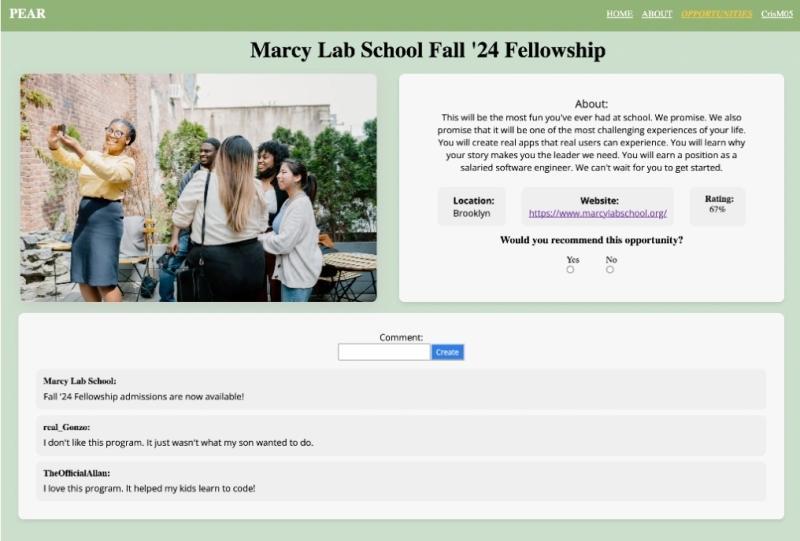 PEAR
HOME ABOUT OPPORTUNITIES CrisM05
Marcy Lab School Fall '24 Fellowship
About:
This will be the most fun you've ever had at school. We promise. We also
promise that it will be one of the most challenging experiences of your life.
You will create real apps that real users can experience. You will learn why
your story makes you the leader we need. You will earn a position as a
salaried software engineer. We can't wait for you to get started.
Location:
Brooklyn
Website:
https://www.marcylabschool.org/
Rating:
67%
Would you recommend this opportunity?
Yes No
Comment:
Create
Marcy Lab School:
Fall '24 Fellowship admissions are now available!
real_Gonzo:
I don't like this program. It just wasn't what my son wanted to do.
TheOfficialAllan:
I love this program. It helped my kids learn to code!